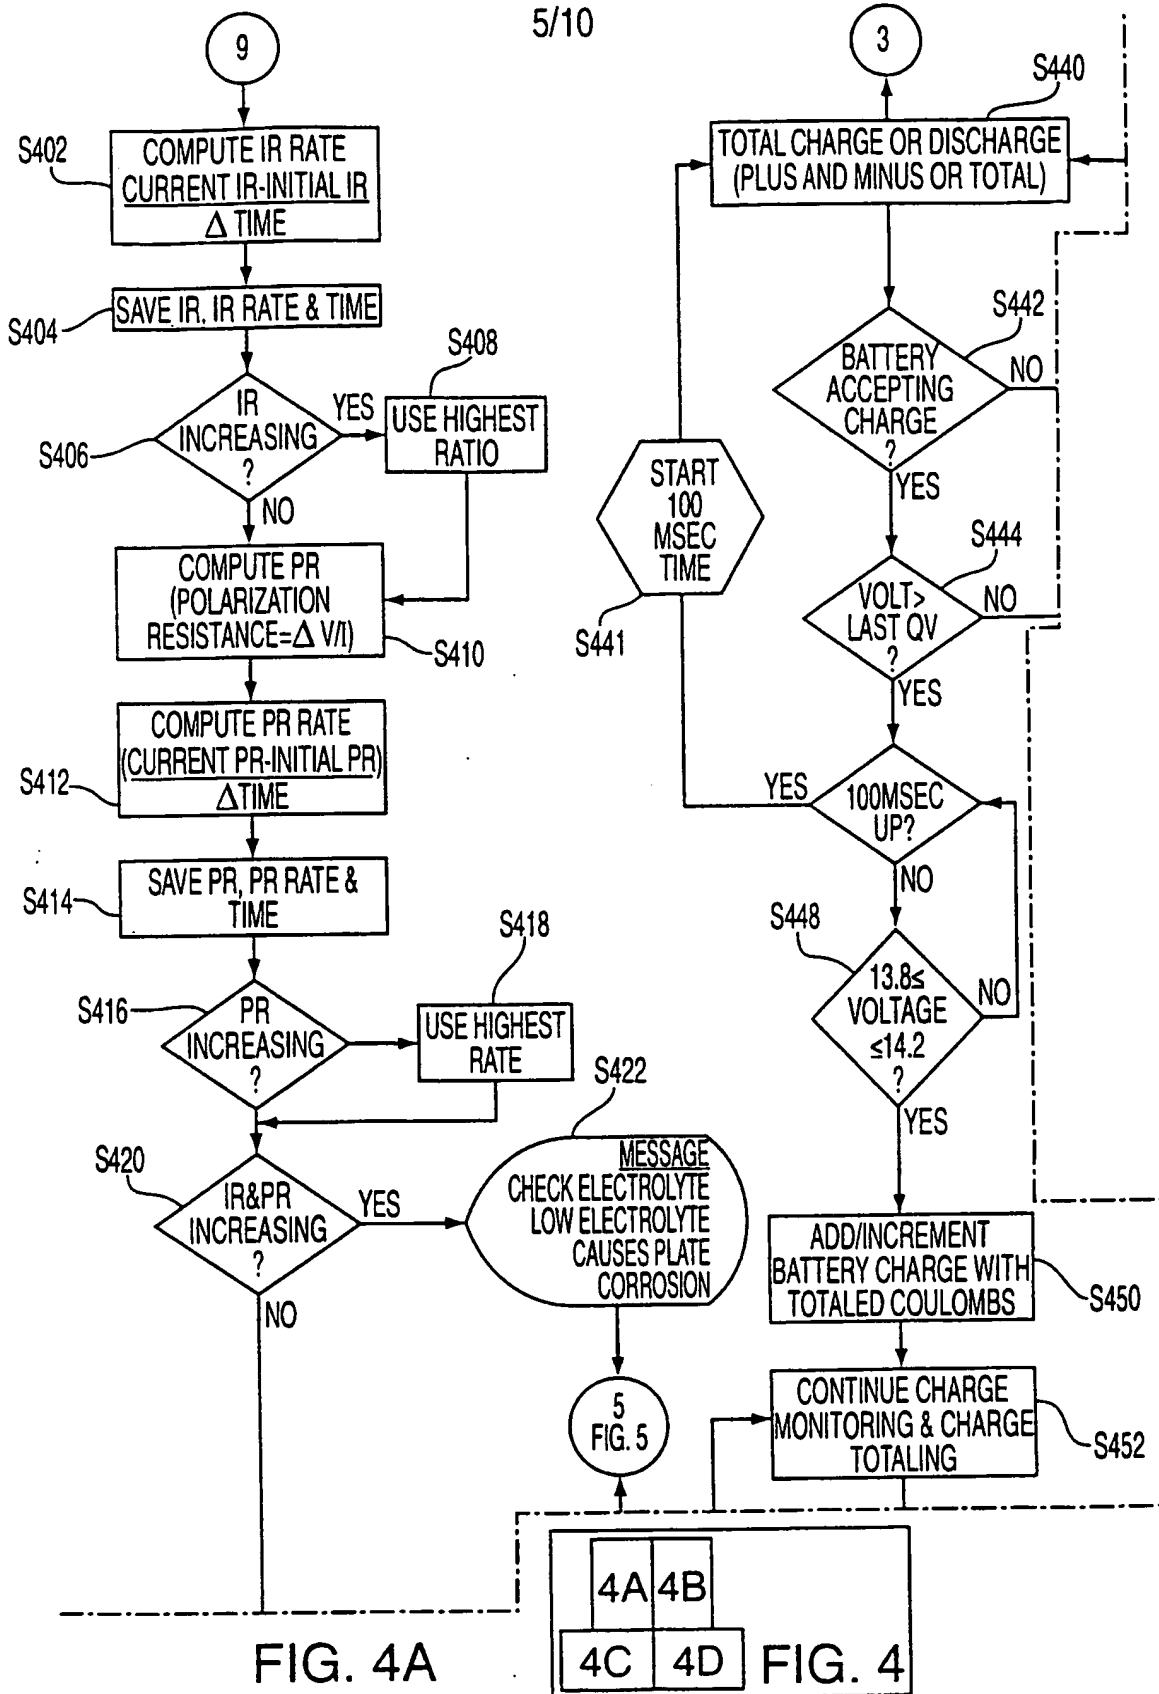 5/10
9
S402
COMPUTE IR RATE
CURRENT IR-INITIAL IR
Δ TIME
S404
SAVE IR, IR RATE & TIME
S406
IR
INCREASING
?
YES
NO
S408
USE HIGHEST
RATIO
COMPUTE PR
(POLARIZATION
RESISTANCE=Δ V/I)
S410
S412
COMPUTE PR RATE
(CURRENT PR-INITIAL PR)
ΔTIME
S414
SAVE PR, PR RATE &
TIME
S416
PR
INCREASING
?
S418
USE HIGHEST
RATE
S420
IR&PR
INCREASING
?
YES
NO
S422
MESSAGE
CHECK ELECTROLYTE
LOW ELECTROLYTE
CAUSES PLATE
CORROSION
5
FIG. 5
3
S440
TOTAL CHARGE OR DISCHARGE
(PLUS AND MINUS OR TOTAL)
S442
BATTERY
ACCEPTING
CHARGE
?
NO
YES
START
100
MSEC
TIME
S441
S444
VOLT>
LAST QV
?
NO
YES
100MSEC
UP?
YES
NO
S448
13.8≤
VOLTAGE
≤14.2
?
NO
YES
ADD/INCREMENT
BATTERY CHARGE WITH
TOTALED COULOMBS
S450
CONTINUE CHARGE
MONITORING & CHARGE
TOTALING
S452
4A 4B
4C 4D
FIG. 4A
FIG. 4